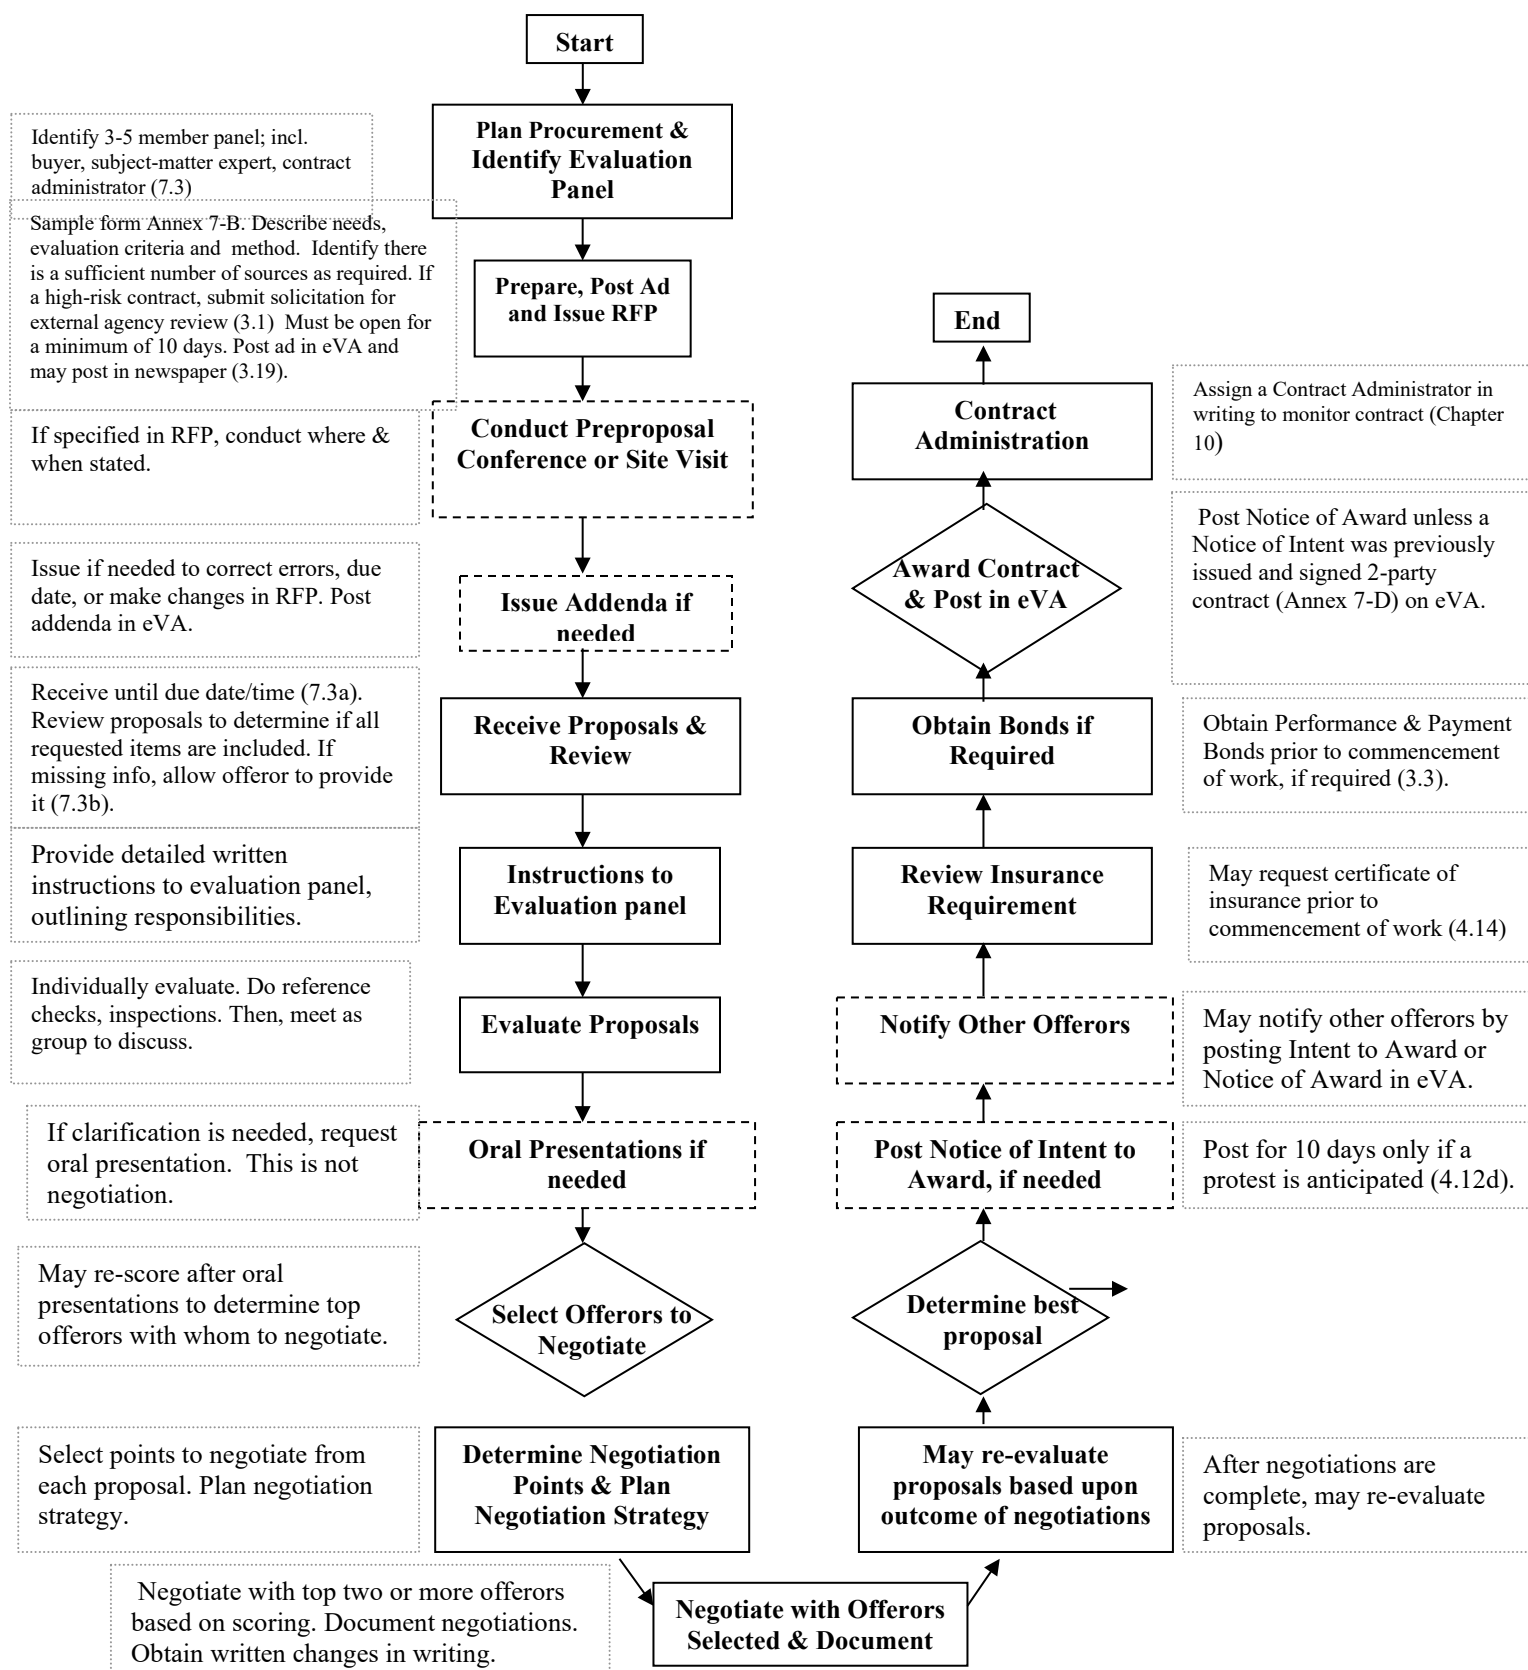 Start
Plan Procurement &
Identify Evaluation
Panel
Identify 3-5 member panel; incl.
buyer, subject-matter expert, contract
administrator (7.3)
Sample form Annex 7-B. Describe needs,
evaluation criteria and  method.  Identify there
is a sufficient number of sources as required. If
a high-risk contract, submit solicitation for
external agency review (3.1)  Must be open for
a minimum of 10 days. Post ad in eVA and
may post in newspaper (3.19).
Prepare, Post Ad
and Issue RFP
If specified in RFP, conduct where &
when stated.
Conduct Preproposal
Conference or Site Visit
Issue if needed to correct errors, due
date, or make changes in RFP. Post
addenda in eVA.
Issue Addenda if
needed
Receive until due date/time (7.3a).
Review proposals to determine if all
requested items are included. If
missing info, allow offeror to provide
it (7.3b).
Receive Proposals &
Review
Provide detailed written
instructions to evaluation panel,
outlining responsibilities.
Instructions to
Evaluation panel
Individually evaluate. Do reference
checks, inspections. Then, meet as
group to discuss.
Evaluate Proposals
If clarification is needed, request
oral presentation.  This is not
negotiation.
Oral Presentations if
needed
May re-score after oral
presentations to determine top
offerors with whom to negotiate.
Select Offerors to
Negotiate
Select points to negotiate from
each proposal. Plan negotiation
strategy.
Determine Negotiation
Points & Plan
Negotiation Strategy
Negotiate with top two or more offerors
based on scoring. Document negotiations.
Obtain written changes in writing.
Negotiate with Offerors
Selected & Document
May re-evaluate
proposals based upon
outcome of negotiations
After negotiations are
complete, may re-evaluate
proposals.
Determine best
proposal
Post Notice of Intent to
Award, if needed
Post for 10 days only if a
protest is anticipated (4.12d).
Notify Other Offerors
May notify other offerors by
posting Intent to Award or
Notice of Award in eVA.
Review Insurance
Requirement
May request certificate of
insurance prior to
commencement of work (4.14)
Obtain Bonds if
Required
Obtain Performance & Payment
Bonds prior to commencement
of work, if required (3.3).
Award Contract
& Post in eVA
Post Notice of Award unless a
Notice of Intent was previously
issued and signed 2-party
contract (Annex 7-D) on eVA.
Contract
Administration
Assign a Contract Administrator in
writing to monitor contract (Chapter
10)
End